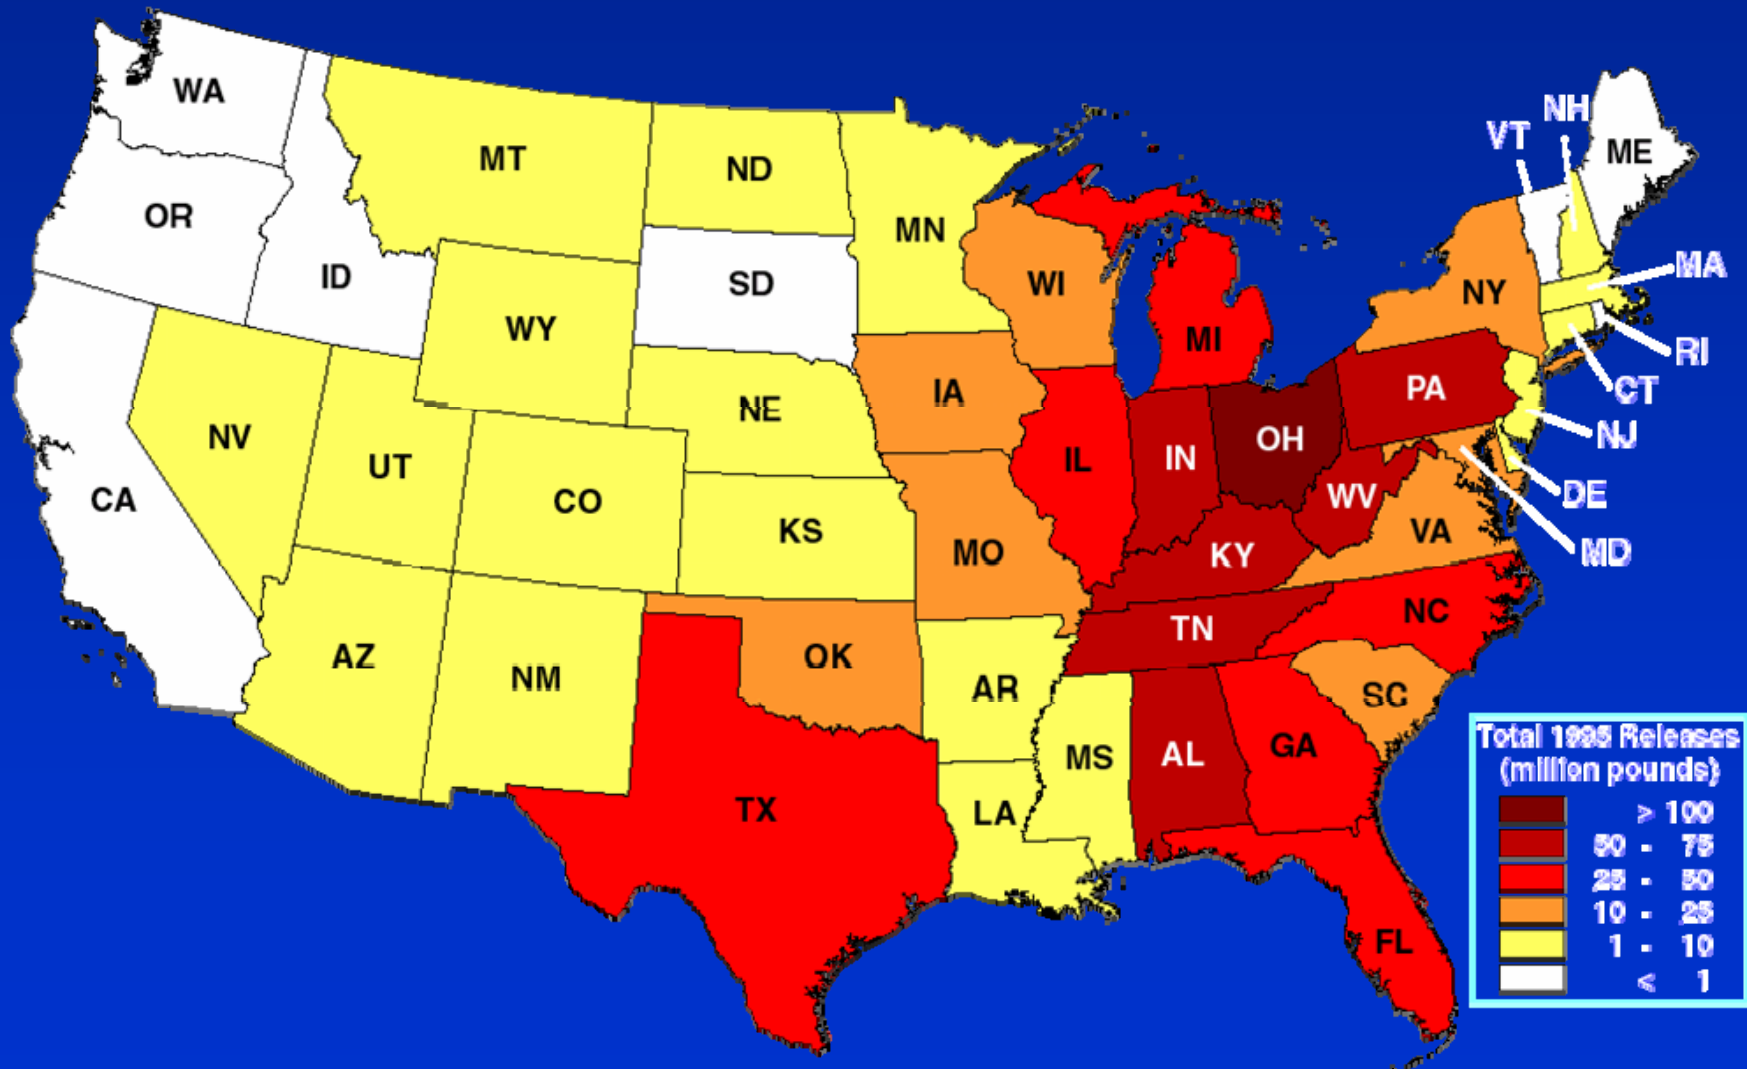 WA
OR
CA
ID
NV
MT
WY
UT
AZ
CO
NM
ND
SD
NE
KS
OK
TX
MN
IA
MO
AR
LA
WI
IL
MS
MI
IN
OH
KY
TN
AL
GA
FL
SC
NC
VA
WV
PA
NY
VT
NH
ME
MA
RI
CT
NJ
DE
MD
Total 1995 Releases
(million pounds)
> 100
50 - 75
25 - 50
10 - 25
1 - 10
< 1